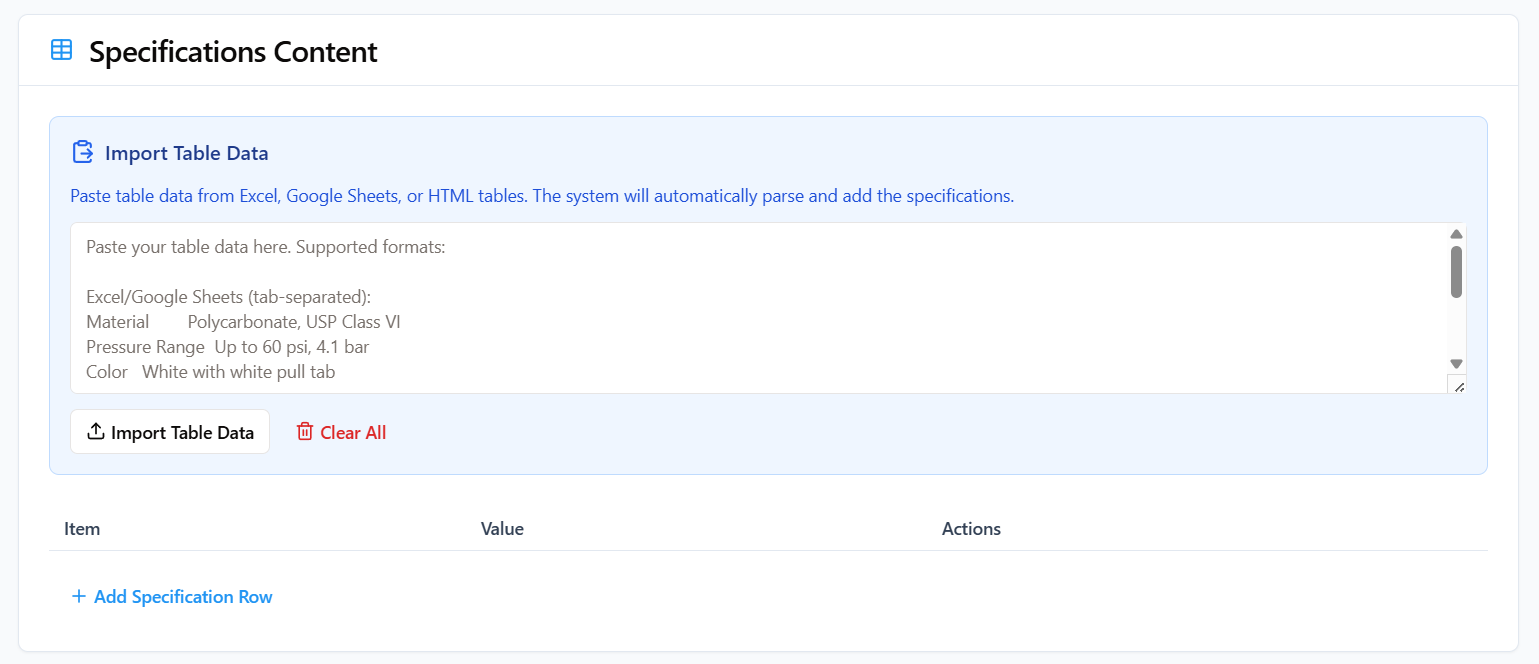 Specifications Content
Import Table Data
Paste table data from Excel, Google Sheets, or HTML tables. The system will automatically parse and add the specifications.
Paste your table data here. Supported formats:
Excel/Google Sheets (tab-separated):
Material Polycarbonate, USP Class VI
Pressure Range Up to 60 psi, 4.1 bar
Color White with white pull tab
Import Table Data Clear All
Item Value Actions
+ Add Specification Row